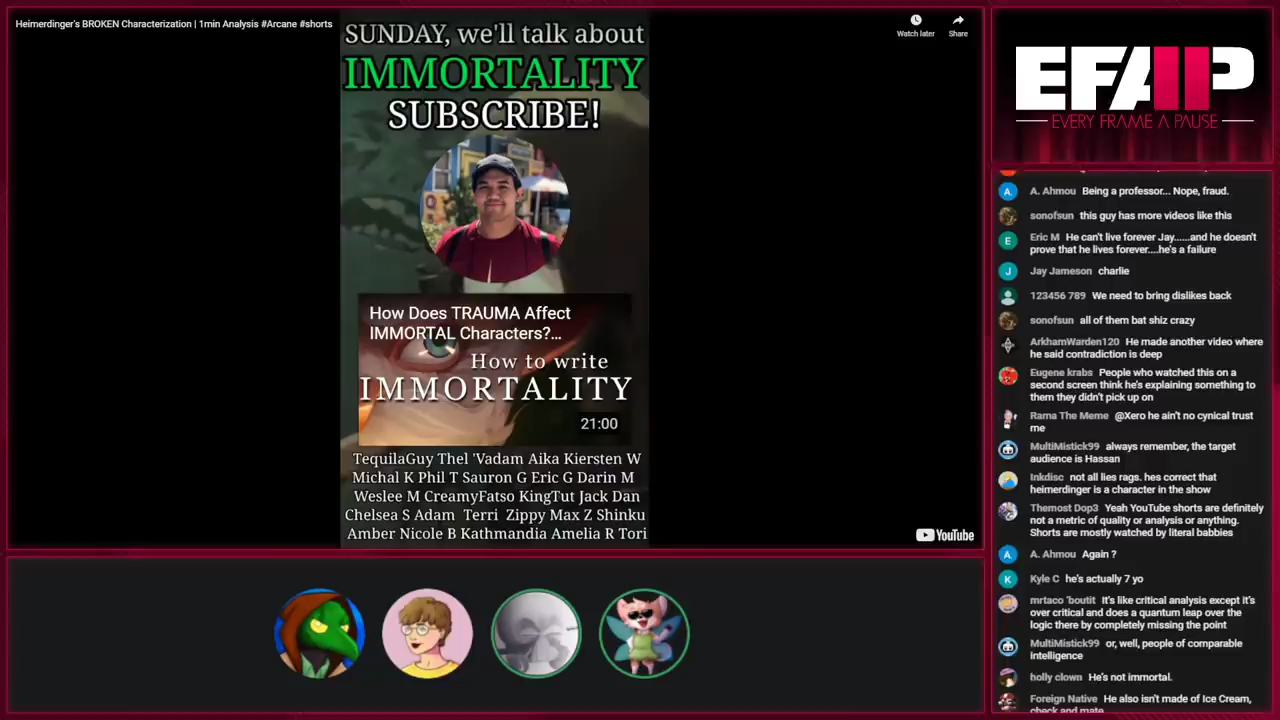 Heimerdinger's BROKEN Characterization | 1min Analysis #Arcane #shorts
Watch later
Share
SUNDAY, we'll talk about
IMMORTALITY
SUBSCRIBE!
How Does TRAUMA Affect
IMMORTAL Characters?...
How to write
IMMORTALITY
21:00
TequilaGuy Thel 'Vadam Aika Kiersten W
Michal K Phil T Sauron G Eric G Darin M
Weslee M CreamyFatso KingTut Jack Dan
Chelsea S Adam Terri Zippy Max Z Shinku
Amber Nicole B Kathmandia Amelia R Tori
YouTube
EFAP
EVERY FRAME A PAUSE
A. Ahmou Being a professor... Nope, fraud.
sonofsun this guy has more videos like this
Eric M He can't live forever Jay......and he doesn't
prove that he lives forever....he's a failure
Jay Jameson charlie
123456 789 We need to bring dislikes back
sonofsun all of them bat shiz crazy
ArkhamWarden120 He made another video where
he said contradiction is deep
Eugene krabs People who watched this on a
second screen think he's explaining something to
them they didn't pick up on
Rama The Meme @Xero he ain't no cynical trust
me
MultiMistick99 always remember, the target
audience is Hassan
Inkdisc not all lies rags. hes correct that
heimerdinger is a character in the show
Themost Dop3 Yeah YouTube shorts are definitely
not a metric of quality or analysis or anything.
Shorts are mostly watched by literal babbies
A. Ahmou Again ?
Kyle C he's actually 7 yo
mrtaco 'boutit It's like critical analysis except it's
over critical and does a quantum leap over the
logic there by completely missing the point
MultiMistick99 or, well, people of comparable
intelligence
holly clown He's not immortal.
Foreign Native He also isn't made of Ice Cream,
check and mate